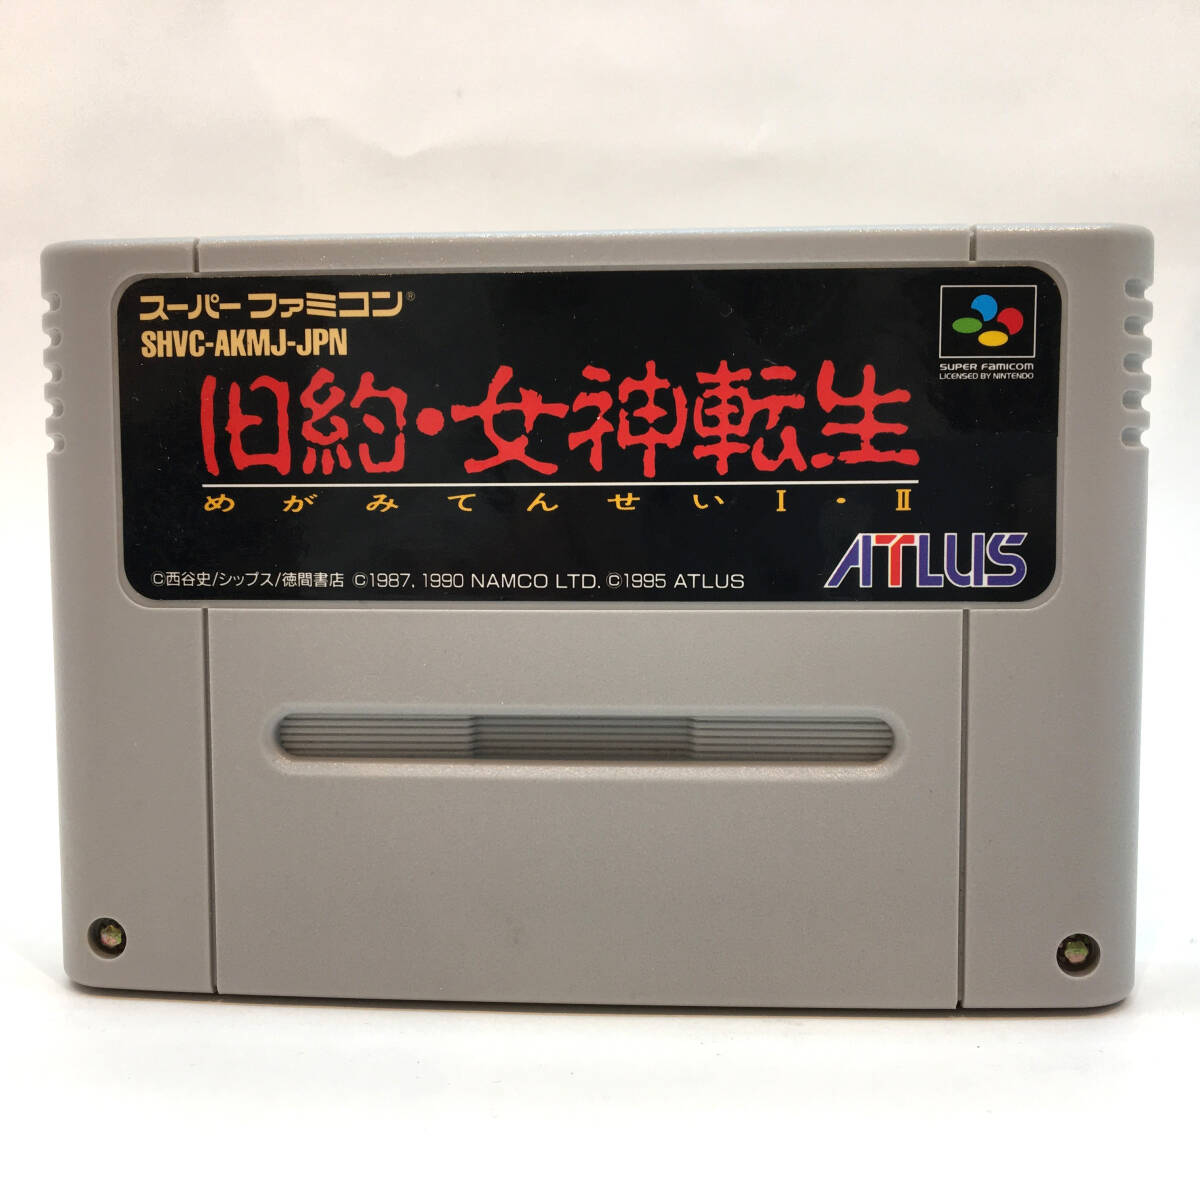 スーパーファミコン®
SHVC-AKMJ-JPN
SUPER FAMICOM
LICENSED BY NINTENDO
旧約・女神転生
めがみてんせいⅠ・Ⅱ
ATLUS
©西谷史/シップス/徳間書店 ©1987, 1990 NAMCO LTD. ©1995 ATLUS